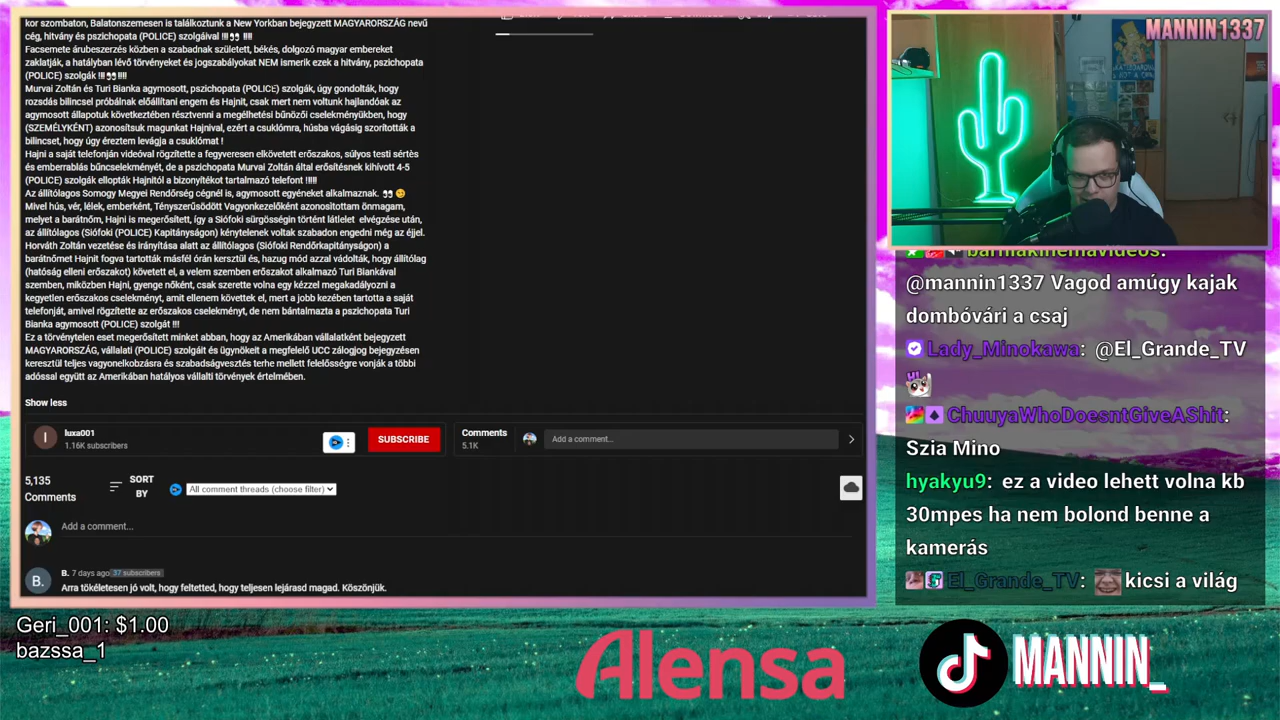 kor szombaton, Balatonszemesen is találkoztunk a New Yorkban bejegyzett MAGYARORSZÁG nevű
cég, hitvány és pszichopata (POLICE) szolgáival !!!👀 !!!!
Facsemete árubeszerzés közben a szabadnak született, békés, dolgozó magyar embereket
zaklatják, a hatályban lévő törvényeket és jogszabályokat NEM ismerik ezek a hitvány, pszichopata
(POLICE) szolgák !!!👀!!!!
Murvai Zoltán és Turi Bianka agymosott, pszichopata (POLICE) szolgák, úgy gondolták, hogy
rozsdás bilincsel próbálnak előállítani engem és Hajnit, csak mert nem voltunk hajlandóak az
agymosott állapotuk következtében résztvenni a megélhetési bűnözői cselekményükben, hogy
(SZEMÉLYKÉNT) azonosítsuk magunkat Hajnival, ezért a csuklómra, húsba vágásig szorították a
bilincset, hogy úgy éreztem levágja a csuklómat !
Hajni a saját telefonján videóval rögzítette a fegyveresen elkövetett erőszakos, súlyos testi sértès
és emberrablás bűncselekményét, de a pszichopata Murvai Zoltán által erősítésnek kihívott 4-5
(POLICE) szolgák ellopták Hajnitól a bizonyítékot tartalmazó telefont !!!!!
Az állítólagos Somogy Megyei Rendőrség cégnél is, agymosott egyéneket alkalmaznak. 👀 😏
Mivel hús, vér, lélek, emberként, Tényszerűsödött Vagyonkezelőként azonosítottam önmagam,
melyet a barátnőm, Hajni is megerősített, így a Siófoki sürgösségin történt látlelet  elvégzése után,
az állítólagos (Siófoki (POLICE) Kapitányságon) kénytelenek voltak szabadon engedni még az éjjel.
Horváth Zoltán vezetése és irányítása alatt az állítólagos (Siófoki Rendőrkapitányságon) a
barátnőmet Hajnit fogva tartották másfél órán kersztül és, hazug mód azzal vádolták, hogy állítólag
(hatóság elleni erőszakot) követett el, a velem szemben erőszakot alkalmazó Turi Biankával
szemben, miközben Hajni, gyenge nőként, csak szerette volna egy kézzel megakadályozni a
kegyetlen erőszakos cselekményt, amit ellenem követtek el, mert a jobb kezében tartotta a saját
telefonját, amivel rögzítette az erőszakos cselekményt, de nem bántalmazta a pszichopata Turi
Bianka agymosott (POLICE) szolgát !!!
Ez a törvénytelen eset megerősített minket abban, hogy az Amerikában vállalatként bejegyzett
MAGYARORSZÁG, vállalati (POLICE) szolgáit és ügynökeit a megfelelő UCC zálogjog bejegyzésen
keresztül teljes vagyonelkobzásra és szabadságvesztés terhe mellett felelősségre vonják a többi
adóssal együtt az Amerikában hatályos vállalti törvények értelmében.
Show less
I
luxa001
1.16K subscribers
SUBSCRIBE
Comments
5.1K
Add a comment...
5,135
Comments
SORT
BY
All comment threads (choose filter)
Add a comment...
B.
B. 7 days ago 37 subscribers
Arra tökéletesen jó volt, hogy feltetted, hogy teljesen lejárasd magad. Köszönjük.
MANNIN1337
barniakinemavideos:
@mannin1337 Vagod amúgy kajak
dombóvári a csaj
Lady_Minokawa: @El_Grande_TV
HI
ChuuyaWhoDoesntGiveAShit:
Szia Mino
hyakyu9: ez a video lehett volna kb
30mpes ha nem bolond benne a
kamerás
El_Grande_TV: kicsi a világ
Geri_001: $1.00
bazssa_1
Alensa
MANNIN_